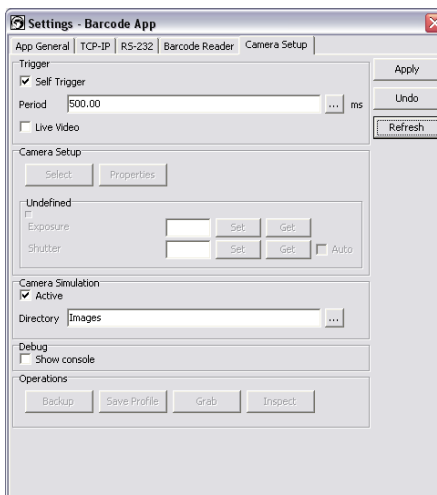 Settings - Barcode App
App General TCP-IP RS-232 Barcode Reader Camera Setup
Trigger
Self Trigger
Period 500.00 ... ms
Live Video
Camera Setup
Select Properties
Undefined
Exposure Set Get
Shutter Set Get Auto
Camera Simulation
Active
Directory Images ...
Debug
Show console
Operations
Backup Save Profile Grab Inspect
Apply
Undo
Refresh